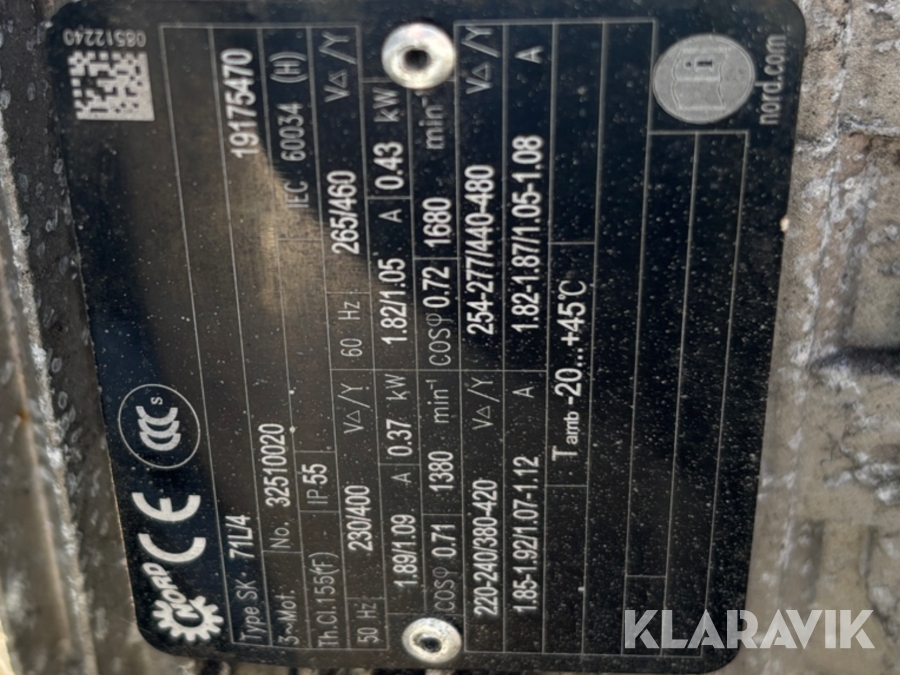 NORD CE CCC S 08512240
Type SK 71L/4
3~Mot. No. 32510020 19175470
Th.Cl.155(F) IP 55 IEC 60034 (H)
50 Hz 230/400 V△/Y 60 Hz 265/460 V△/Y
1.89/1.09 A 0.37 kW 1.82/1.05 A 0.43 kW
COSφ 0.71 1380 min⁻¹ COSφ 0.72 1680 min⁻¹
220-240/380-420 V△/Y 254-277/440-480 V△/Y
1.85-1.92/1.07-1.12 A 1.82-1.87/1.05-1.08 A
Tamb -20...+45°C
i
nord.com
KLARAVIK